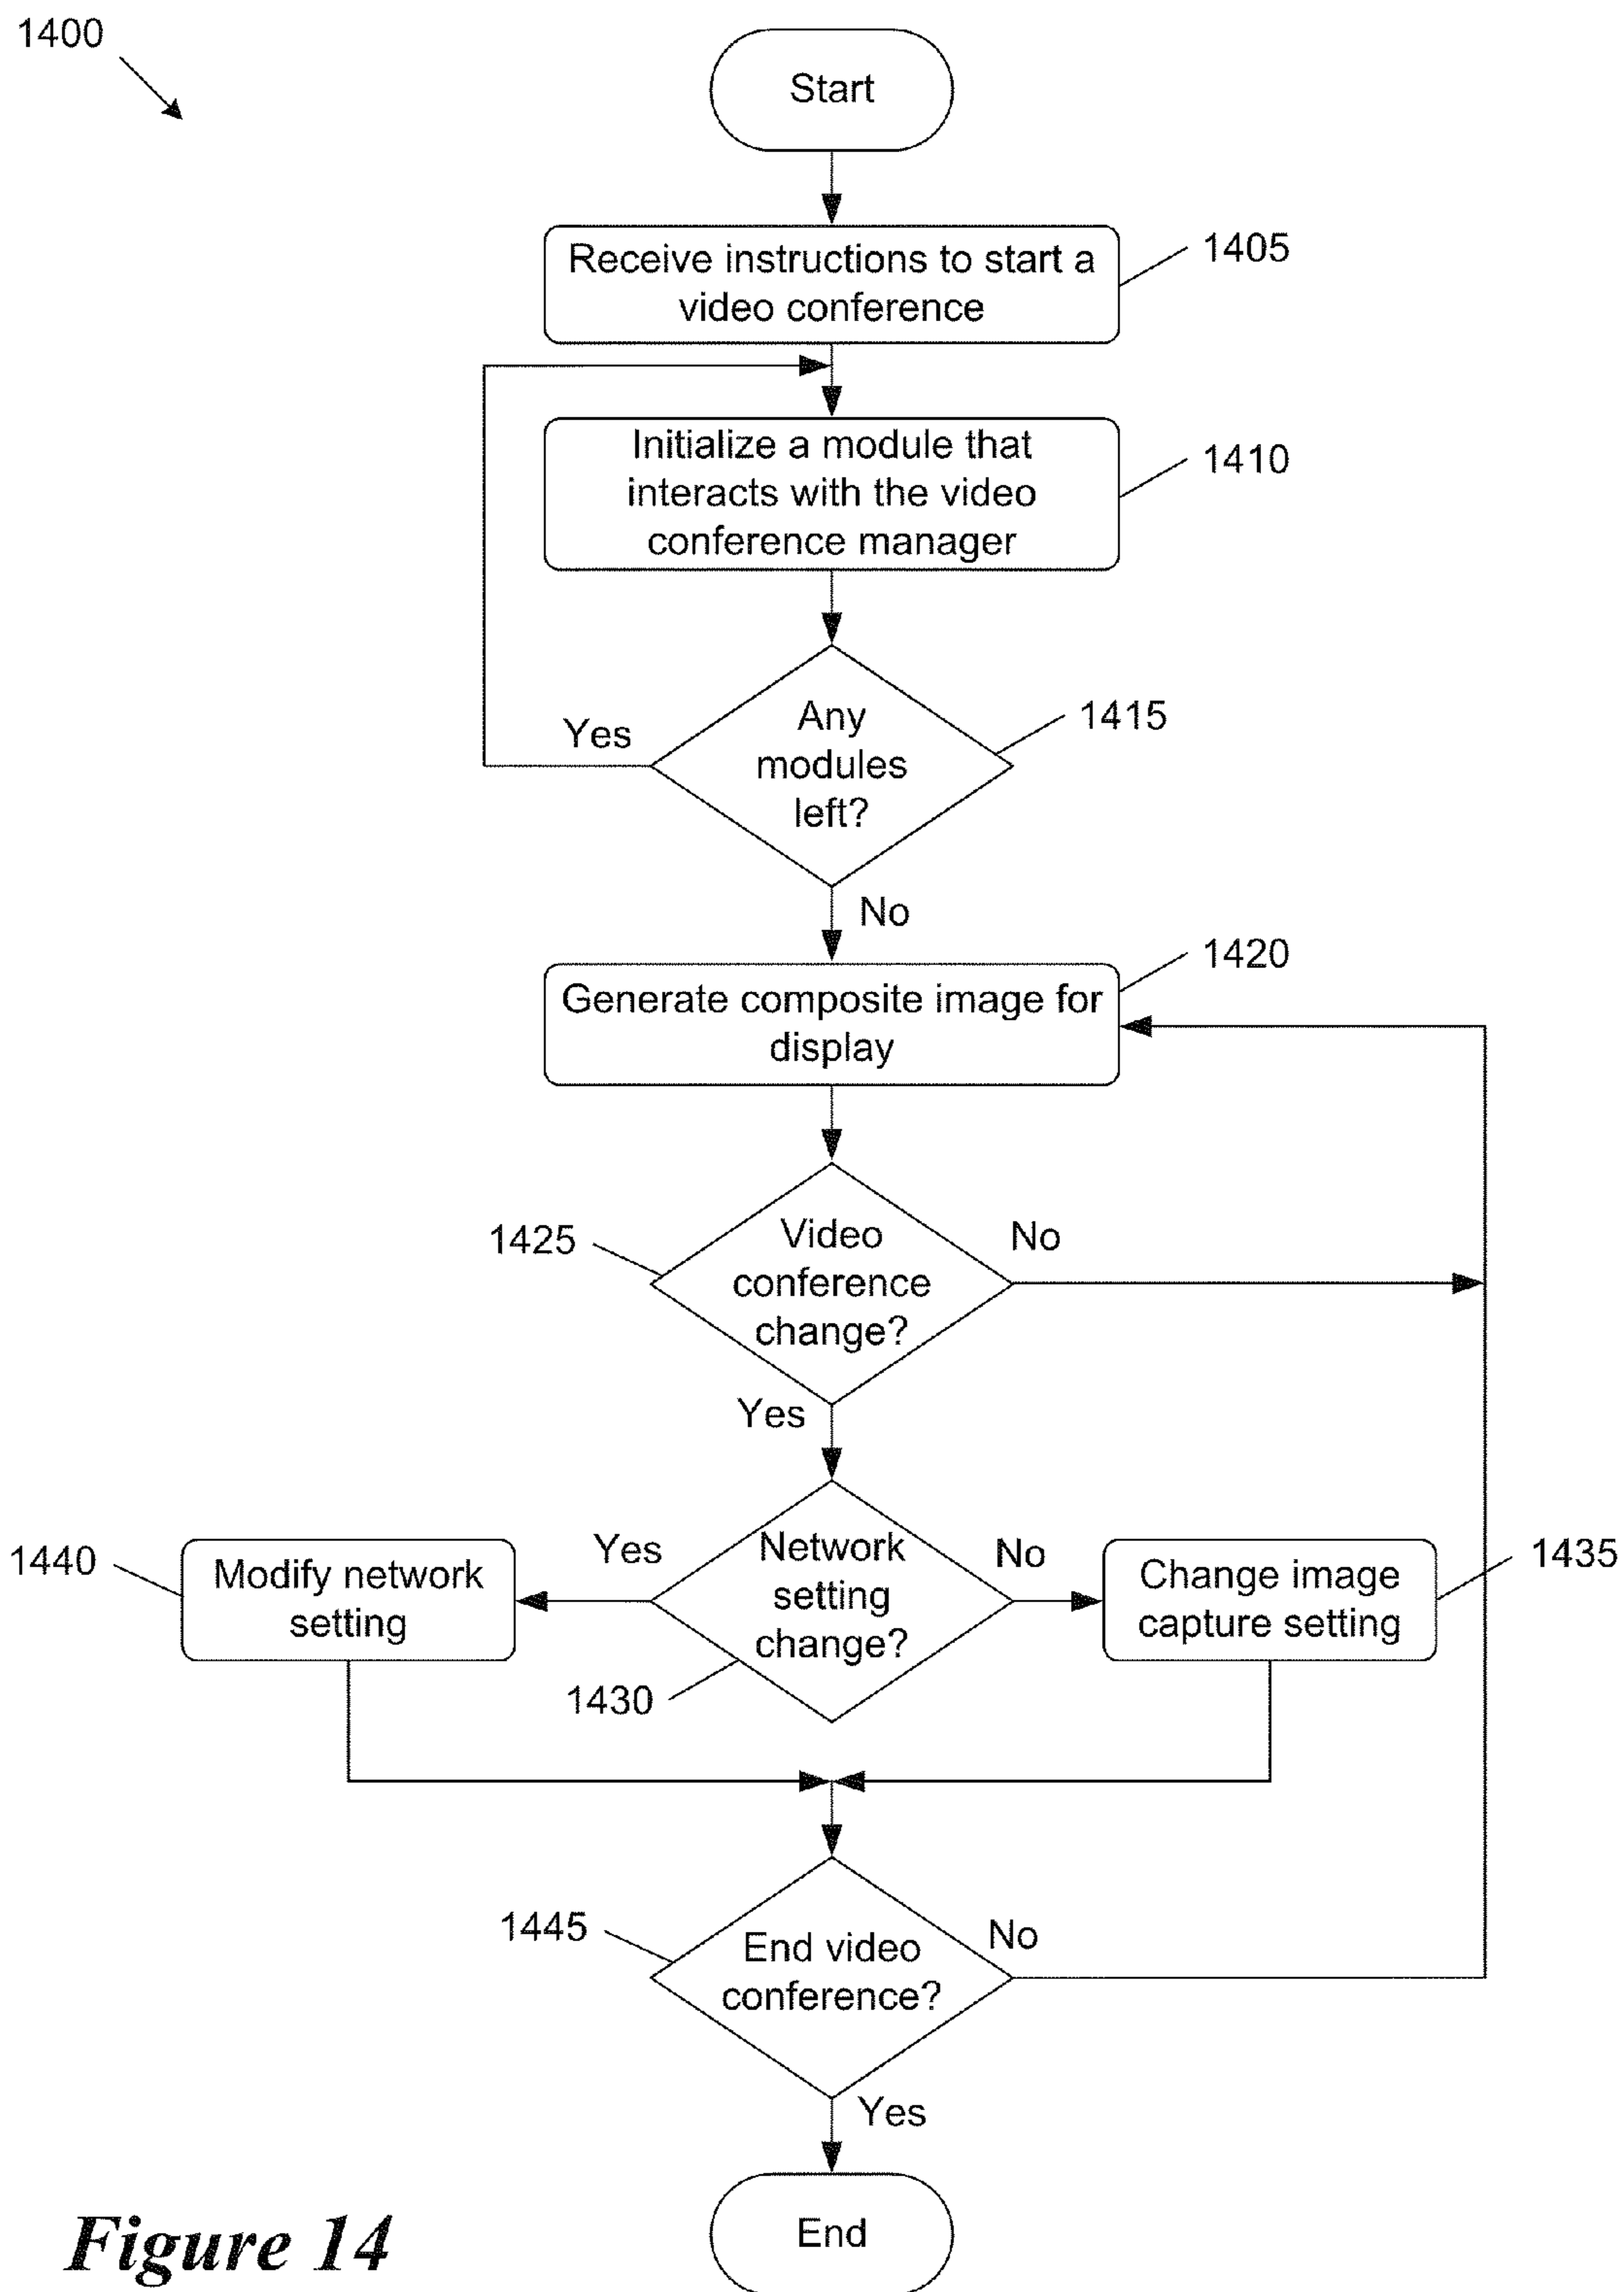 1400
Start
Receive instructions to start a
video conference
1405
Initialize a module that
interacts with the video
conference manager
1410
Any
modules
left?
1415
Yes
No
Generate composite image for
display
1420
1425
Video
conference
change?
No
Yes
1440
Modify network
setting
Yes
Network
setting
change?
1430
No
Change image
capture setting
1435
1445
End video
conference?
No
Yes
End
Figure 14